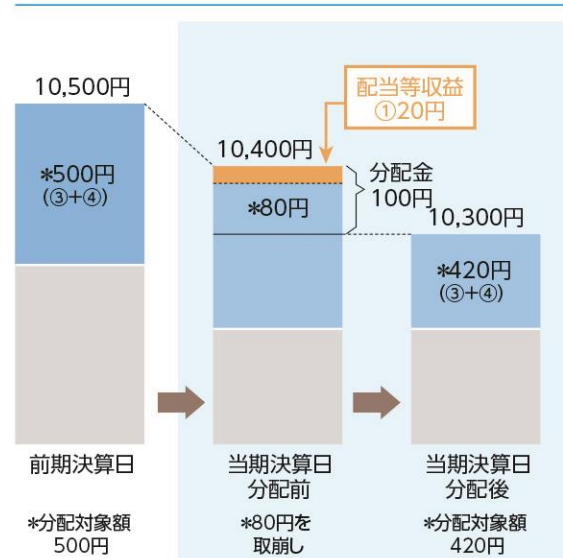 10,500円
配当等収益
①20円
10,400円
*500円
(③+④)
分配金
100円
*80円
10,300円
*420円
(③+④)
前期決算日
当期決算日
分配前
当期決算日
分配後
*分配対象額
500円
*80円を
取崩し
*分配対象額
420円